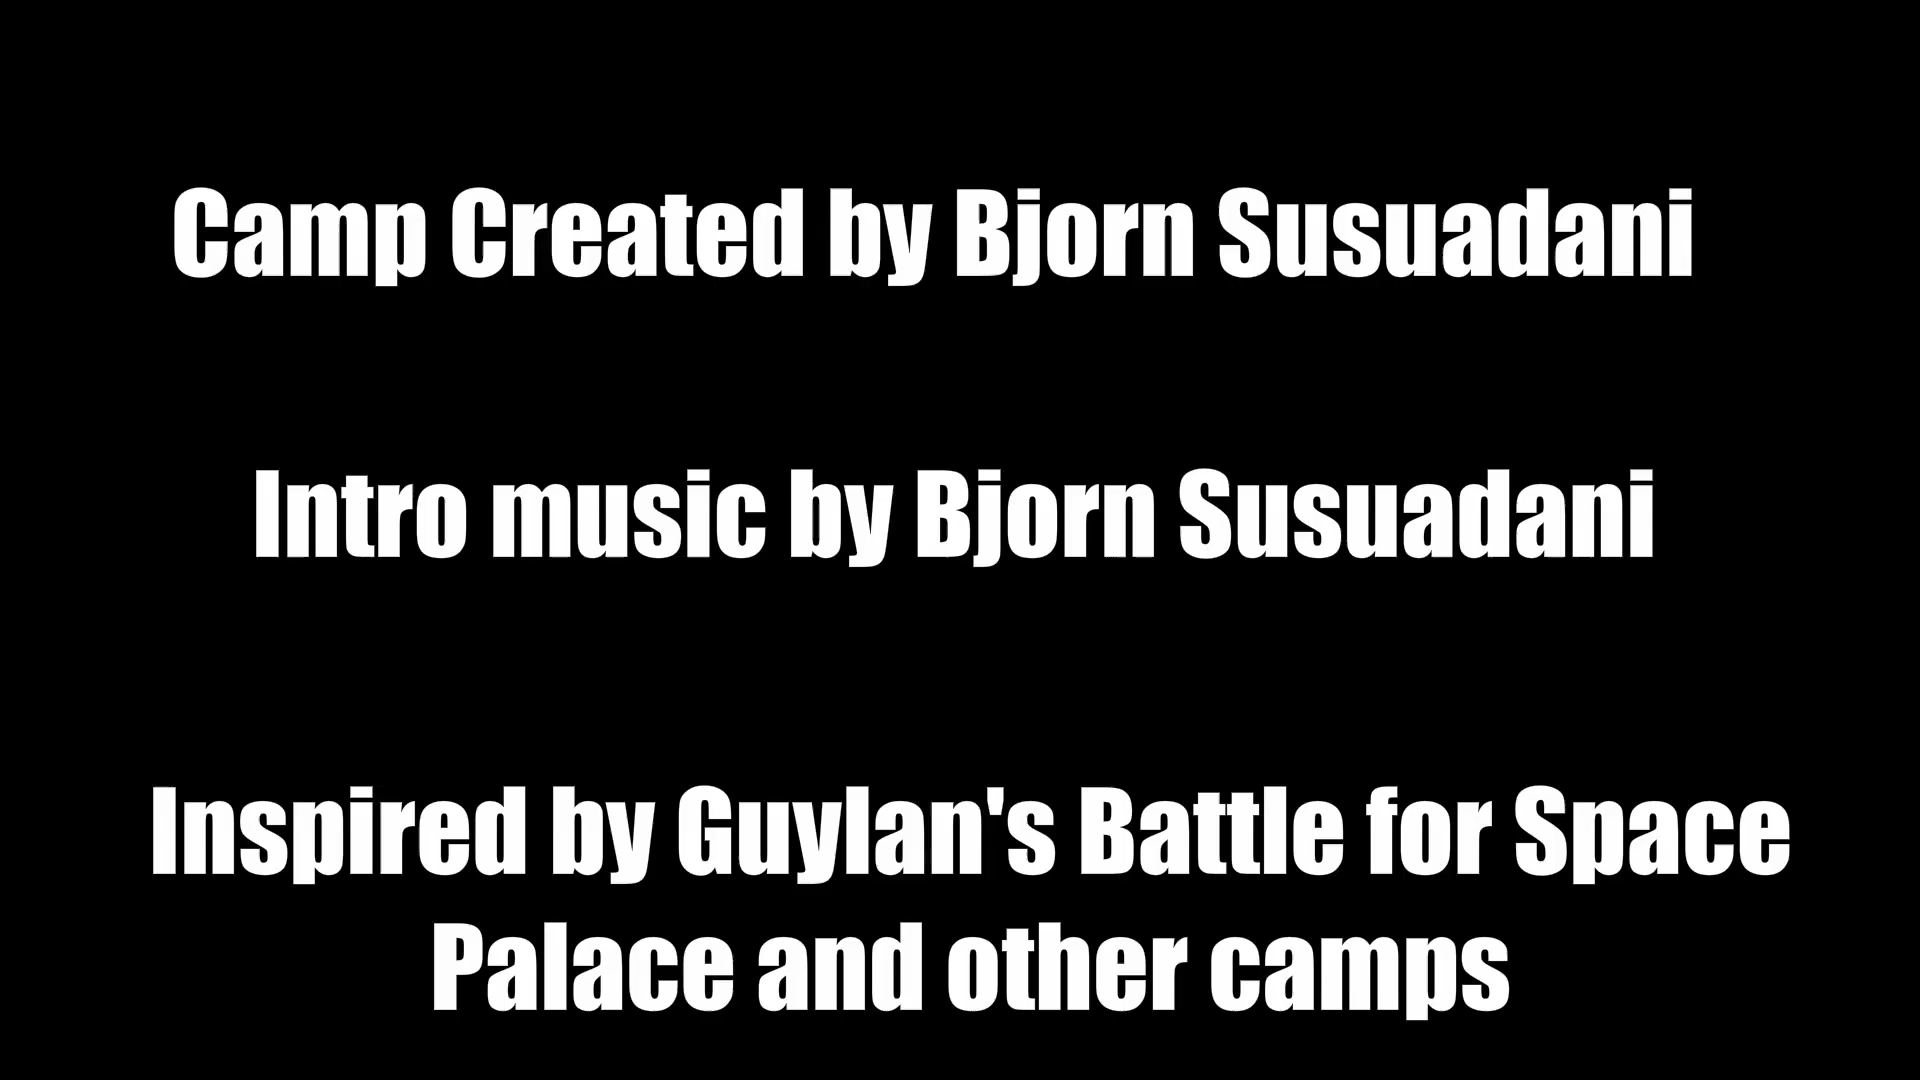 Camp Created by Bjorn Susuadani
Intro music by Bjorn Susuadani
Inspired by Guylan's Battle for Space
Palace and other camps